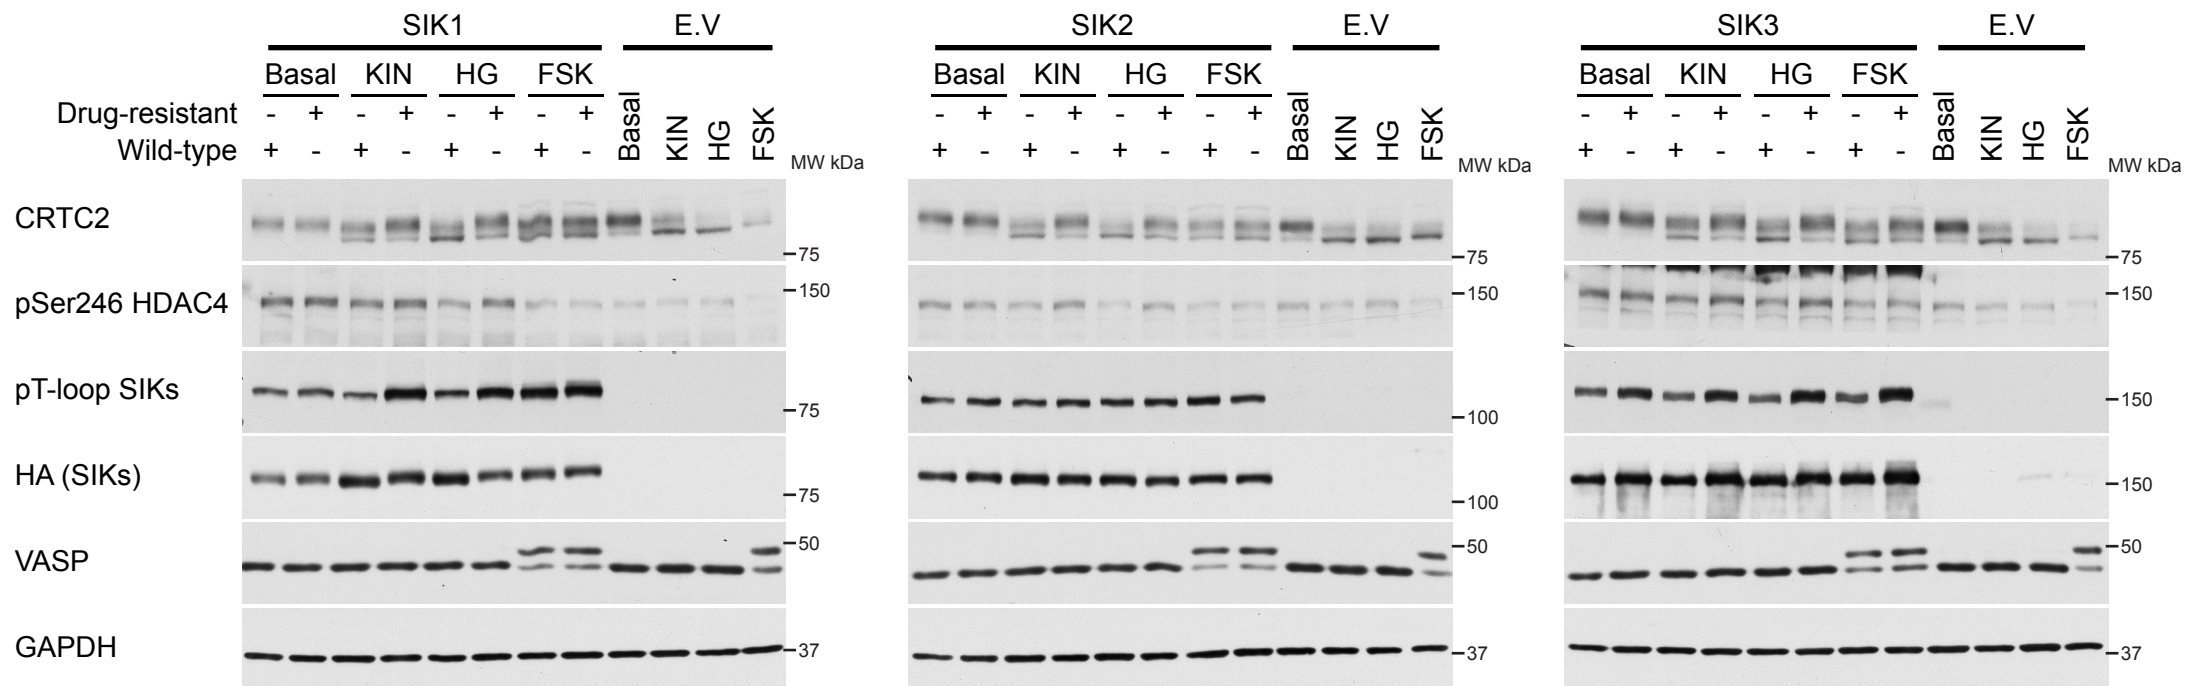 SIK1 E.V SIK2 E.V SIK3 E.V
Basal KIN HG FSK Basal KIN HG FSK Basal KIN HG FSK
Drug-resistant - + - + - + - + Basal KIN HG FSK - + - + - + - + Basal KIN HG FSK - + - + - + - + Basal KIN HG FSK
Wild-type + - + - + - + - + - + - + - + - + - + - + - + -
MW kDa MW kDa MW kDa
CRTC2 75 75 75
pSer246 HDAC4 150 150 150
pT-loop SIKs 75 100 150
HA (SIKs) 75 100 150
VASP 50 50 50
GAPDH 37 37 37